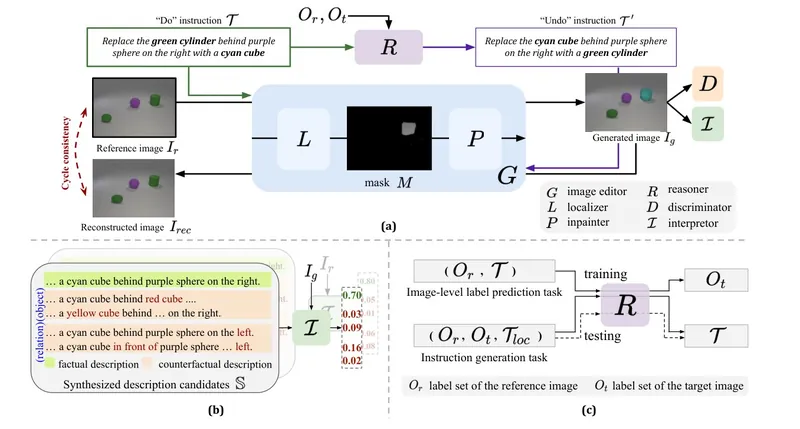 "Do" instruction 𝒯
O_r, O_t
"Undo" instruction 𝒯′
Replace the green cylinder behind purple
sphere on the right with a cyan cube
R
Replace the cyan cube behind purple sphere
on the right with a green cylinder
Cycle consistency
Reference image I_r
L
mask M
P
G
Generated image I_g
D
ℐ
Reconstructed image I_rec
G image editor
R reasoner
L localizer
D discriminator
P inpainter
ℐ interpretor
(a)
... a cyan cube behind purple sphere on the right.
... a cyan cube behind red cube ....
... a yellow cube behind ... on the right.
... a cyan cube behind purple sphere on the left.
... a cyan cube in front of purple sphere ... left.
(relation)(object)
factual description
counterfactual description
Synthesized description candidates 𝕊
right.
I_g
I_r
ℐ
0.70
0.03
0.09
0.16
0.02
0.80
(b)
(O_r, 𝒯)
Image-level label prediction task
training
O_t
R
(O_r, O_t, 𝒯_loc)
Instruction generation task
testing
𝒯
O_r label set of the reference image
O_t label set of the target image
(c)